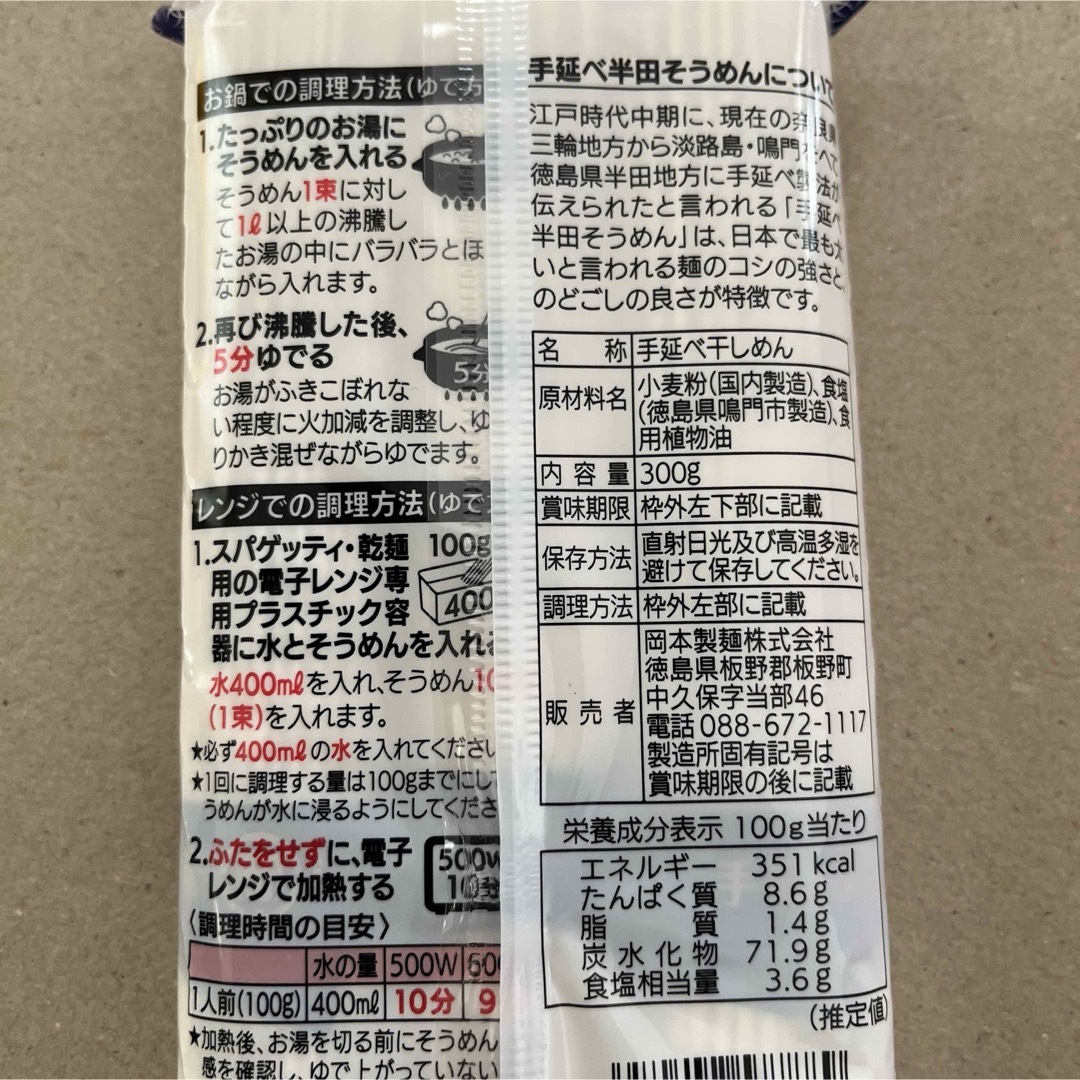 お鍋での調理方法(ゆで方
1.たっぷりのお湯に
そうめんを入れる
そうめん1束に対し
て1ℓ以上の沸騰し
たお湯の中にバラバラとほ
ながら入れます。
2.再び沸騰した後、
5分ゆでる
5分
お湯がふきこぼれな
い程度に火加減を調整し、ゆ
りかき混ぜながらゆでます。
レンジでの調理方法(ゆで
1.スパゲッティ・乾麺
用の電子レンジ専
用プラスチック容
器に水とそうめんを入れる
100g
400
水400mlを入れ、そうめん10
(1束)を入れます。
★必ず400mlの水を入れてください
★1回に調理する量は100gまでにし
うめんが水に浸るようにしてくださ
2.ふたをせずに、電子
レンジで加熱する
500W
10分
〈調理時間の目安〉
水の量 500W 600
1人前(100g) 400ml 10分 9
★加熱後、お湯を切る前にそうめん
感を確認し、ゆで上がっていない
手延べ半田そうめんについて
江戸時代中期に、現在の奈良県
三輪地方から淡路島・鳴門をへて
徳島県半田地方に手延べ製法が
伝えられたと言われる「手延べ
半田そうめん」は、日本で最も太
いと言われる麺のコシの強さと、
のどごしの良さが特徴です。
名称 手延べ干しめん
原材料名 小麦粉(国内製造)、食塩
(徳島県鳴門市製造)、食
用植物油
内容量 300g
賞味期限 枠外左下部に記載
保存方法 直射日光及び高温多湿を
避けて保存してください。
調理方法 枠外左部に記載
販売者 岡本製麺株式会社
徳島県板野郡板野町
中久保字当部46
電話088-672-1117
製造所固有記号は
賞味期限の後に記載
栄養成分表示 100g当たり
エネルギー 351kcal
たんぱく質 8.6g
脂質 1.4g
炭水化物 71.9g
食塩相当量 3.6g
(推定値)